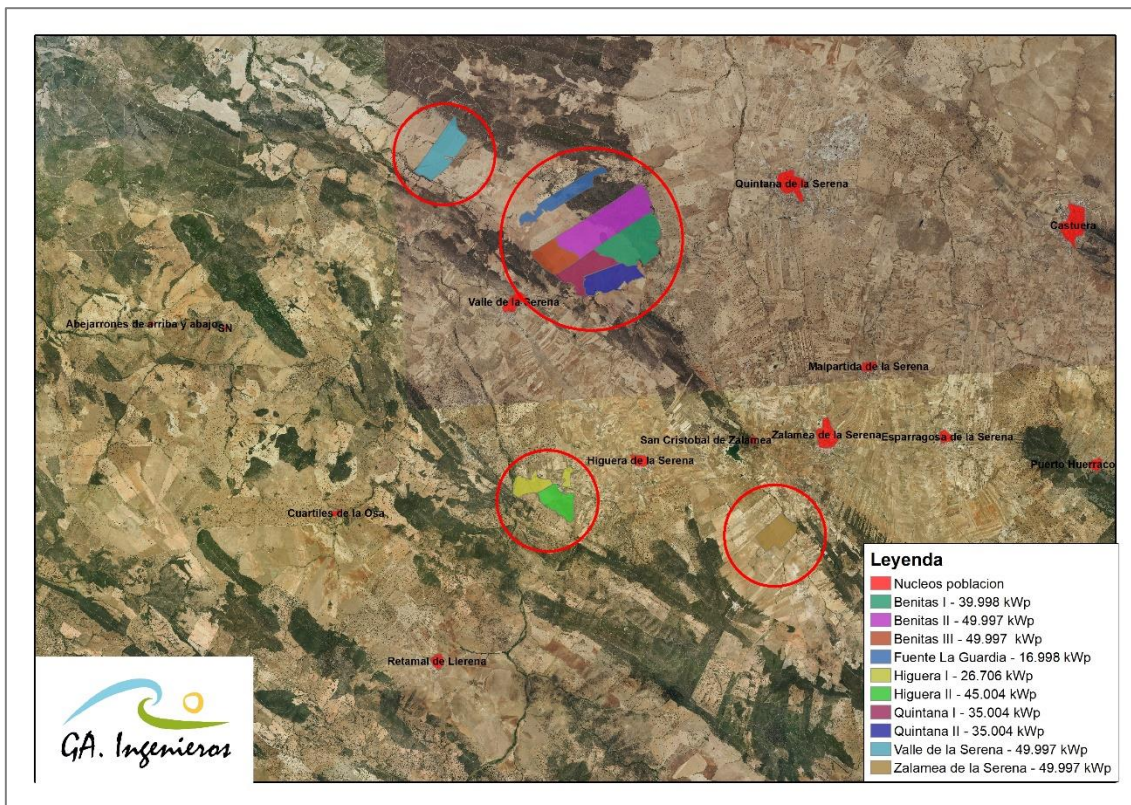 Quintana de la Serena
Castuera
Valle de la Serena
Abejarrones de arriba y abajo
SN
Malpartida de la Serena
San Cristobal de Zalamea
Zalamea de la Serena
Esparragosa de la Serena
Higuera de la Serena
Puerto Huerraco
Cuartiles de la Osa
Retamal de Llerena
Leyenda
Nucleos poblacion
Benitas I - 39.998 kWp
Benitas II - 49.997 kWp
Benitas III - 49.997 kWp
Fuente La Guardia - 16.998 kWp
Higuera I - 26.706 kWp
Higuera II - 45.004 kWp
Quintana I - 35.004 kWp
Quintana II - 35.004 kWp
Valle de la Serena - 49.997 kWp
Zalamea de la Serena - 49.997 kWp
GA. Ingenieros